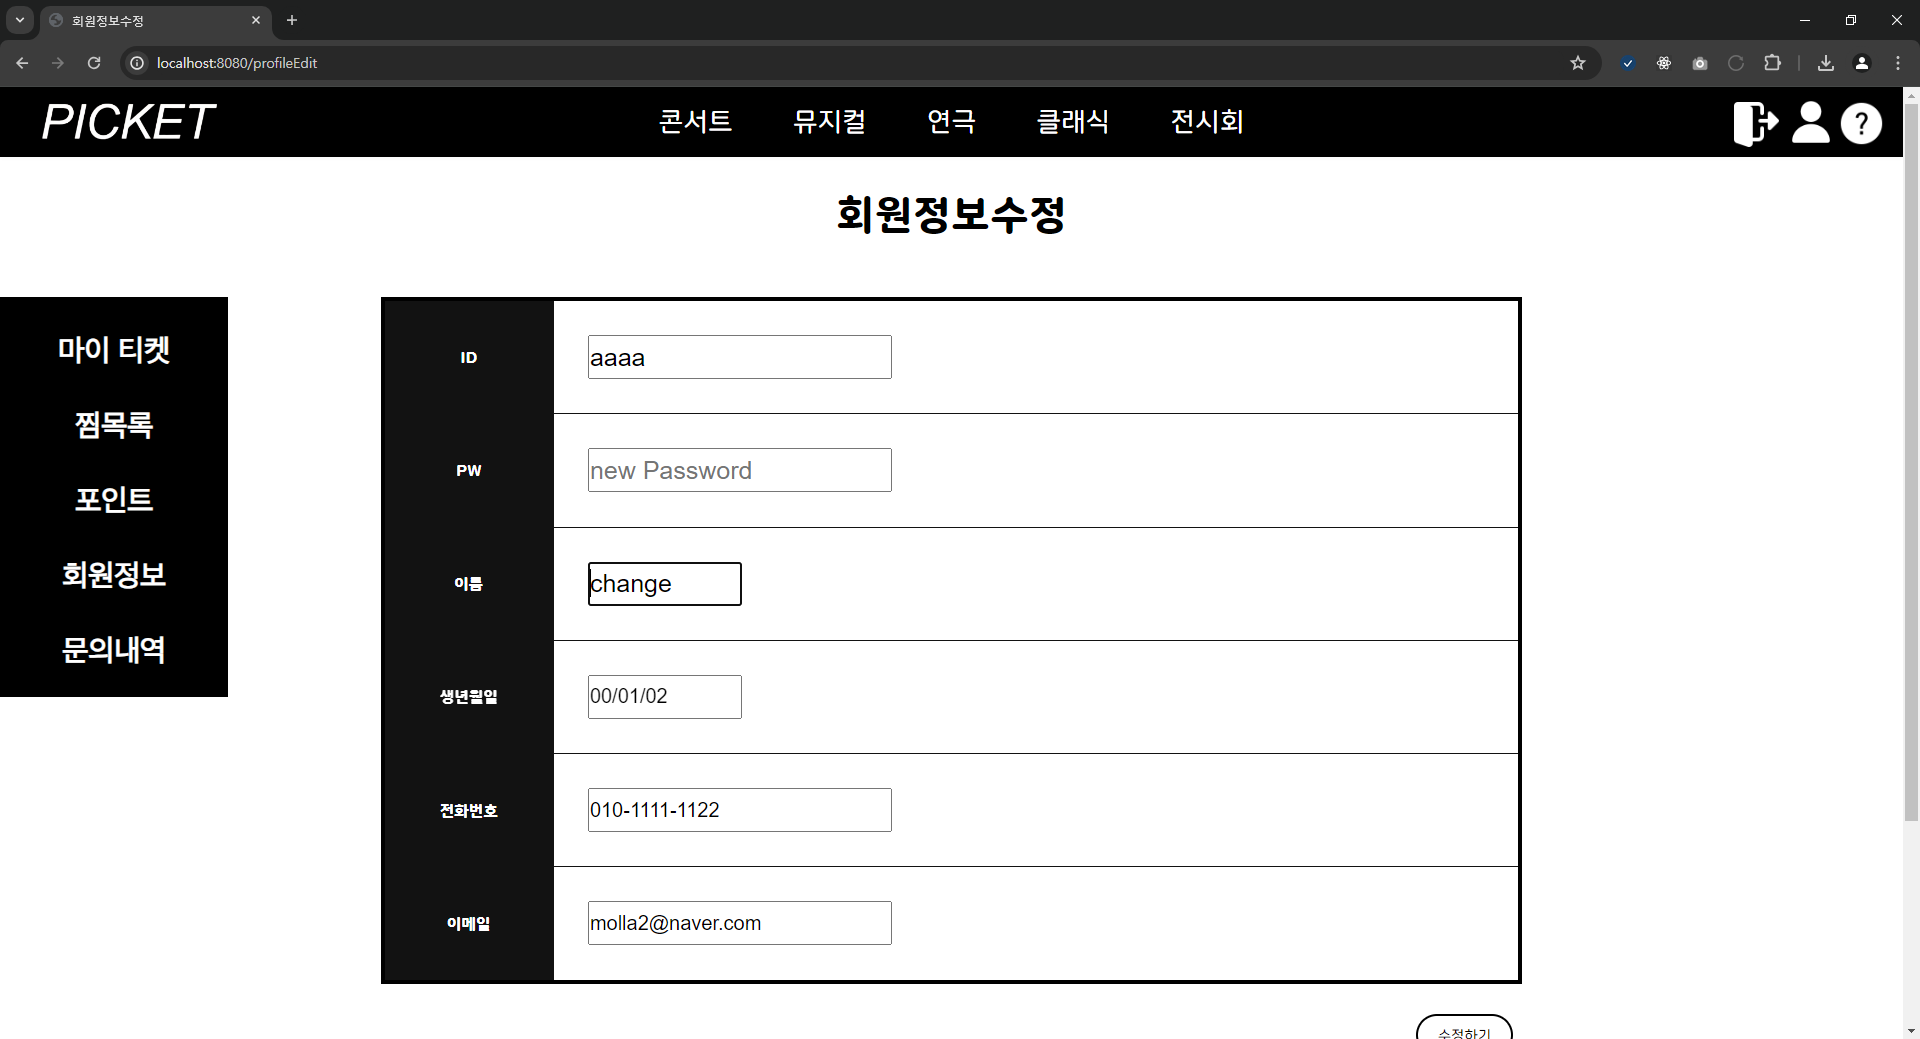 회원정보수정
localhost:8080/profileEdit
PICKET
콘서트 뮤지컬 연극 클래식 전시회
?
회원정보수정
마이 티켓
찜목록
포인트
회원정보
문의내역
ID aaaa
PW new Password
이름 change
생년월일 00/01/02
전화번호 010-1111-1122
이메일 molla2@naver.com
수정하기